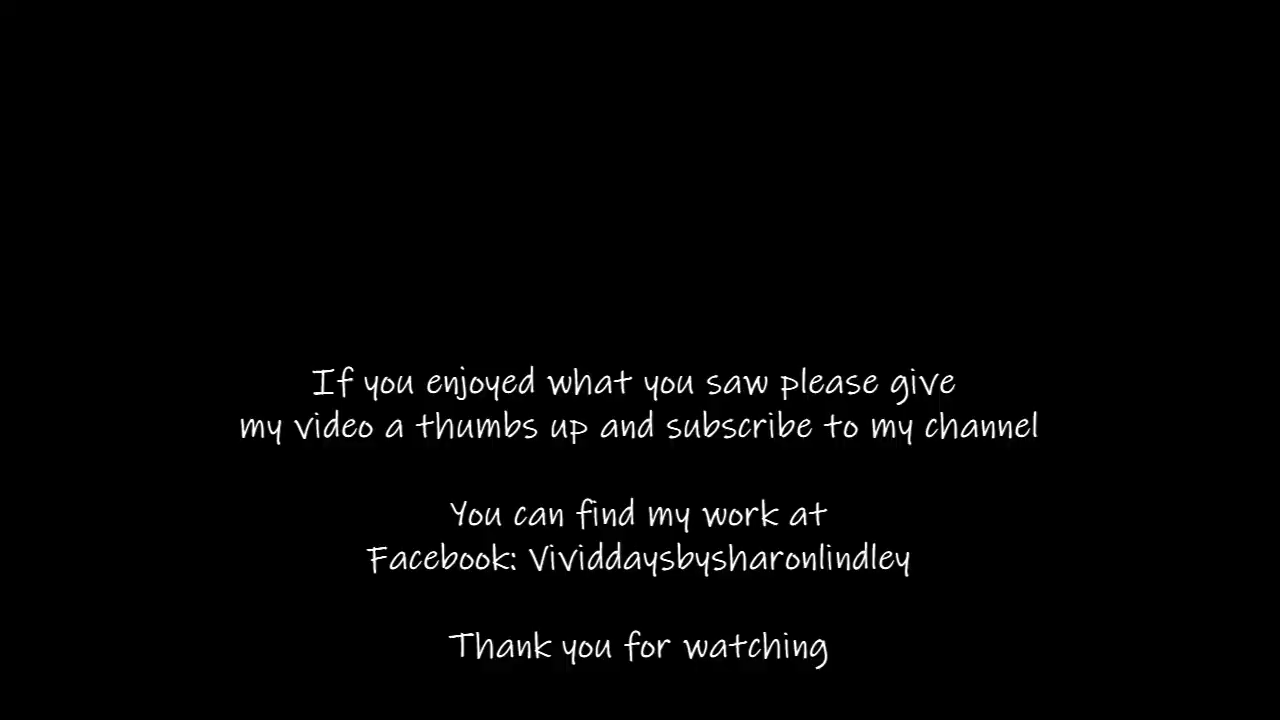 If you enjoyed what you saw please give
my video a thumbs up and subscribe to my channel
You can find my work at
Facebook: Vividdaysbysharonlindley
Thank you for watching